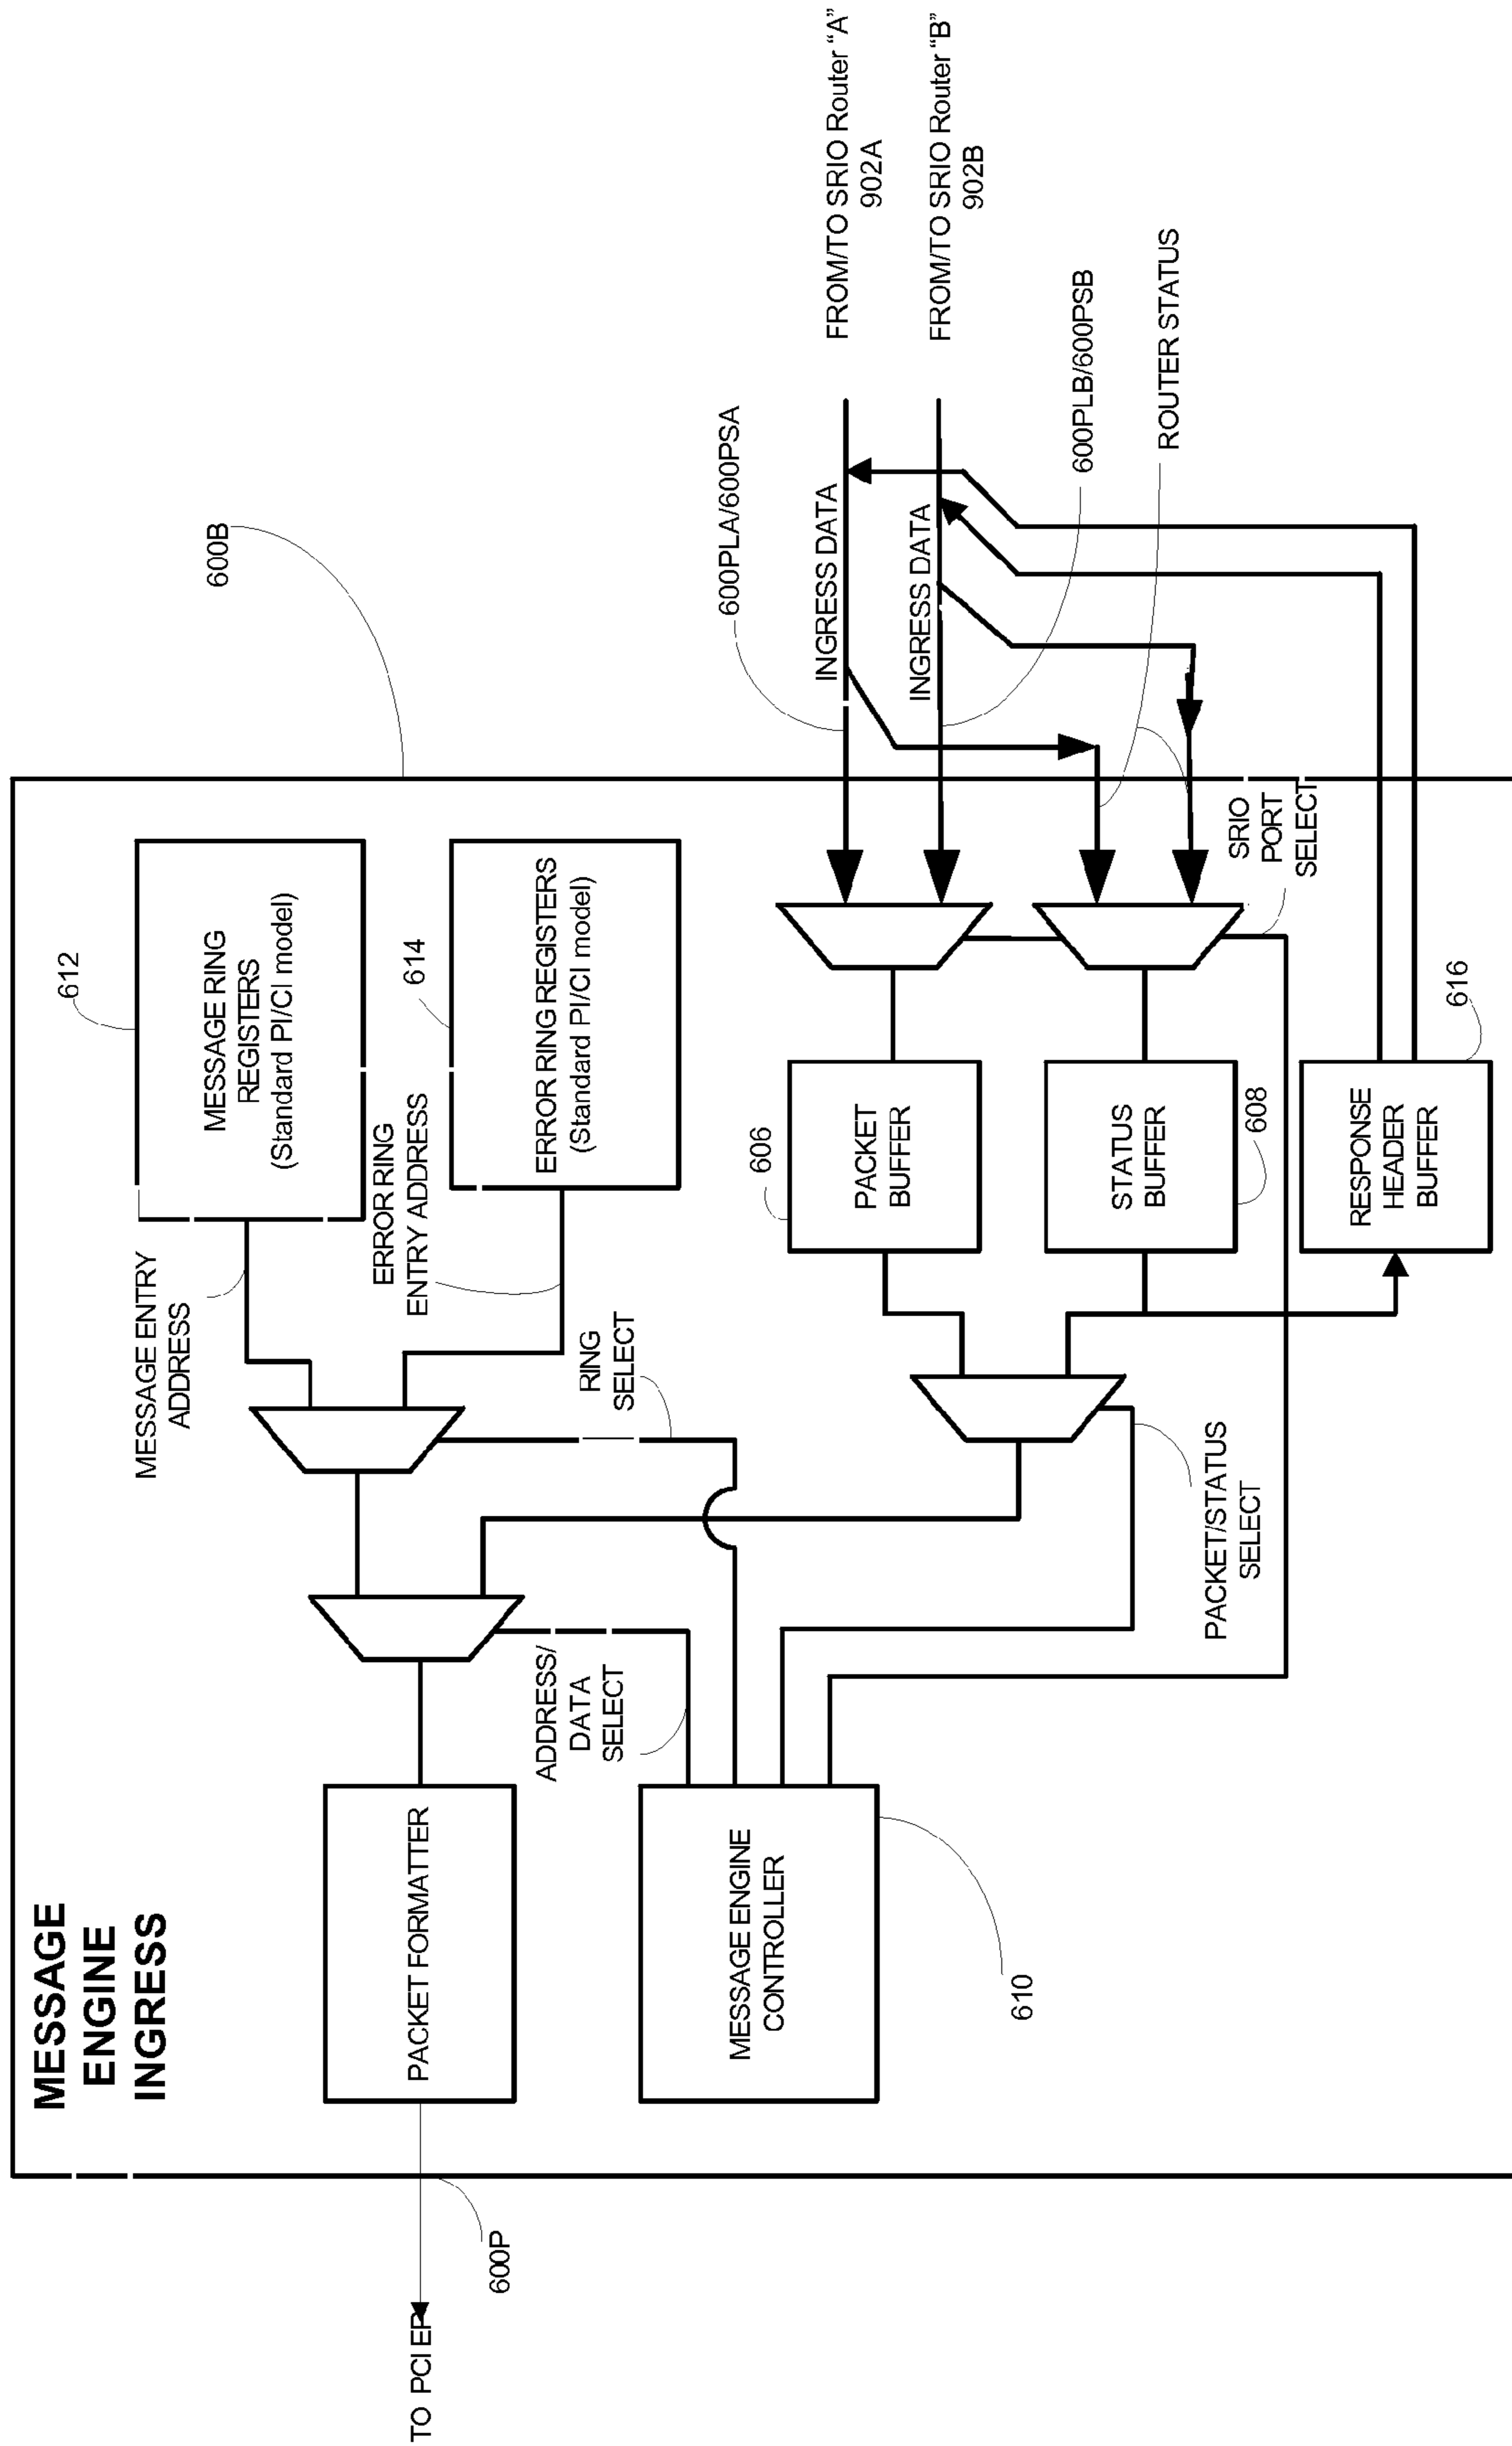 MESSAGE
ENGINE
INGRESS
600B
612
MESSAGE RING
REGISTERS
(Standard PI/CI model)
MESSAGE ENTRY
ADDRESS
614
ERROR RING REGISTERS
(Standard PI/CI model)
ERROR RING
ENTRY ADDRESS
RING
SELECT
PACKET FORMATTER
TO PCI EP
600P
ADDRESS/
DATA
SELECT
MESSAGE ENGINE
CONTROLLER
610
606
PACKET
BUFFER
STATUS
BUFFER
608
RESPONSE
HEADER
BUFFER
616
PACKET/STATUS
SELECT
SRIO
PORT
SELECT
600PLA/600PSA
INGRESS DATA
INGRESS DATA
600PLB/600PSB
ROUTER STATUS
FROM/TO SRIO Router “A”
902A
FROM/TO SRIO Router “B”
902B